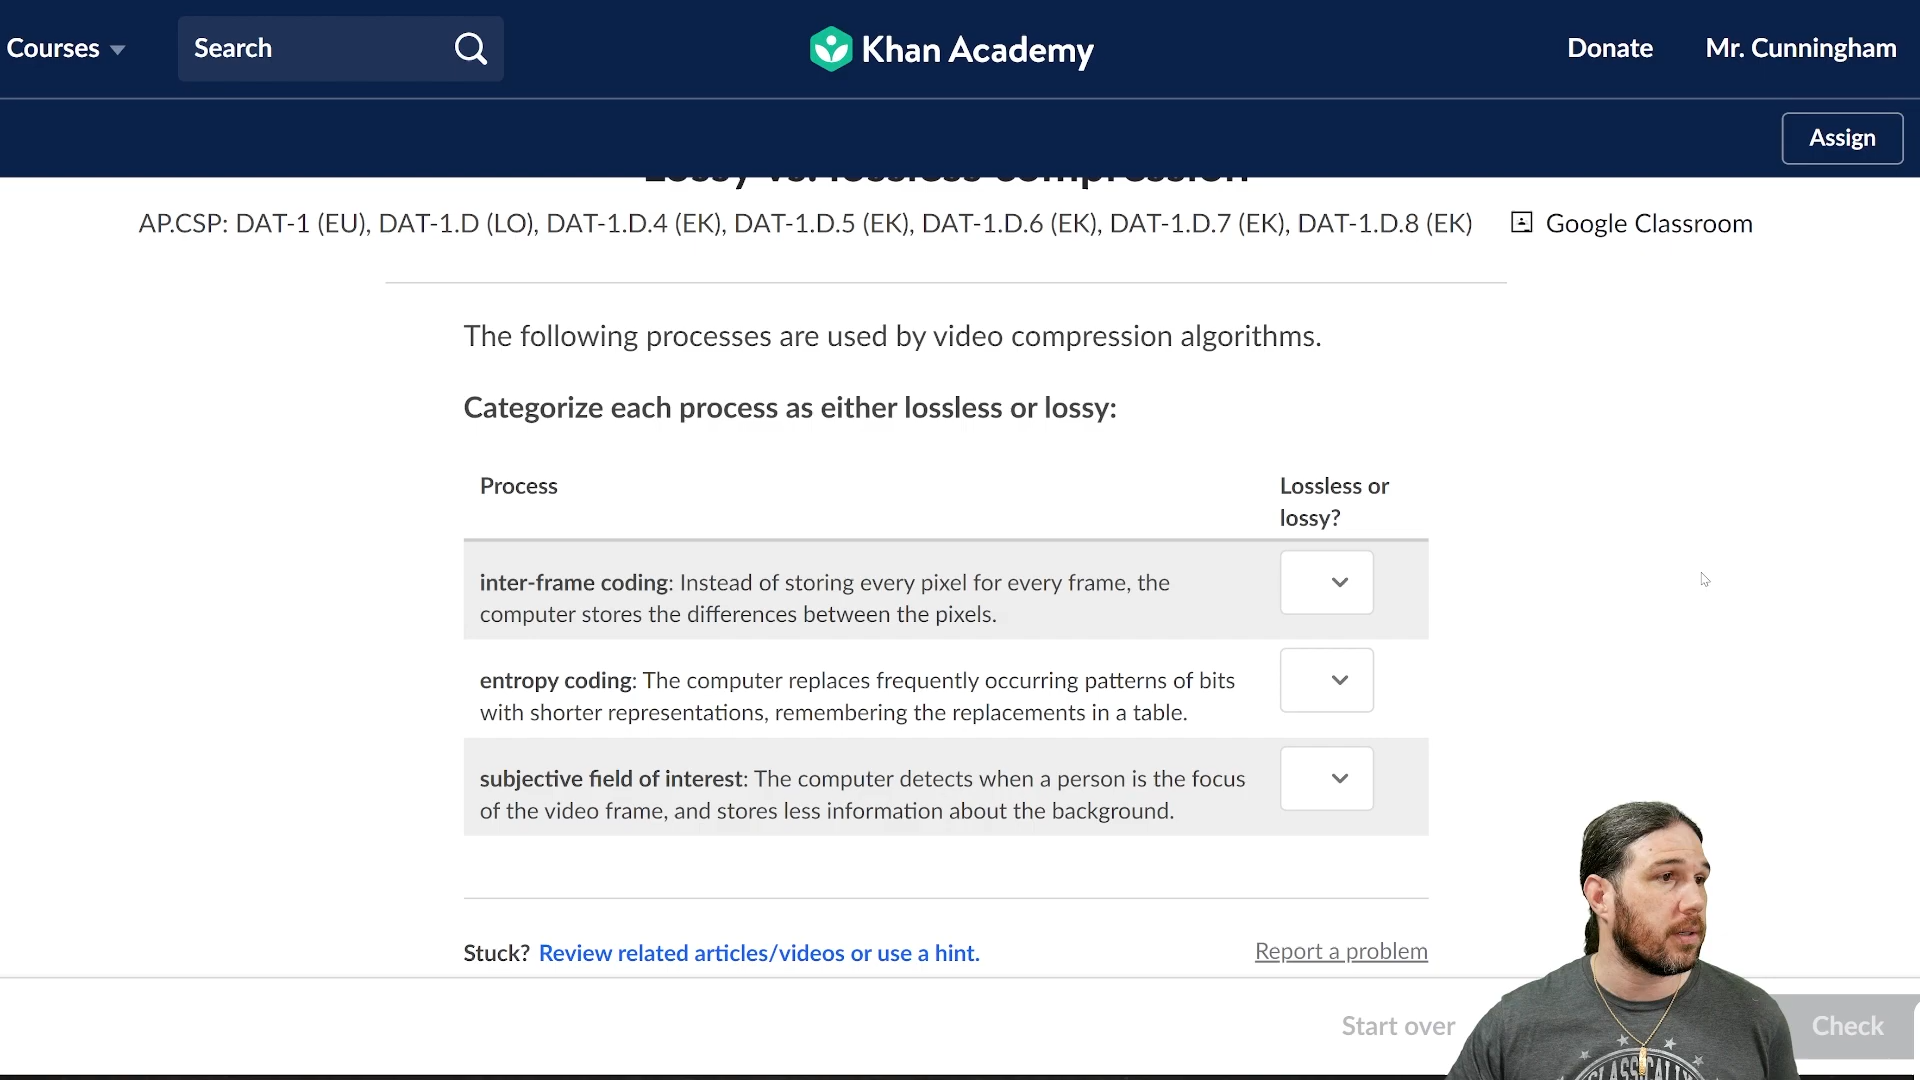 Courses
Search
Khan Academy
Donate
Mr. Cunningham
Assign
Lossy vs. lossless compression
AP.CSP: DAT-1 (EU), DAT-1.D (LO), DAT-1.D.4 (EK), DAT-1.D.5 (EK), DAT-1.D.6 (EK), DAT-1.D.7 (EK), DAT-1.D.8 (EK)
Google Classroom
The following processes are used by video compression algorithms.
Categorize each process as either lossless or lossy:
Process
Lossless or
lossy?
inter-frame coding: Instead of storing every pixel for every frame, the
computer stores the differences between the pixels.
entropy coding: The computer replaces frequently occurring patterns of bits
with shorter representations, remembering the replacements in a table.
subjective field of interest: The computer detects when a person is the focus
of the video frame, and stores less information about the background.
Stuck? Review related articles/videos or use a hint.
Report a problem
Start over
Check
CLASSICALLY